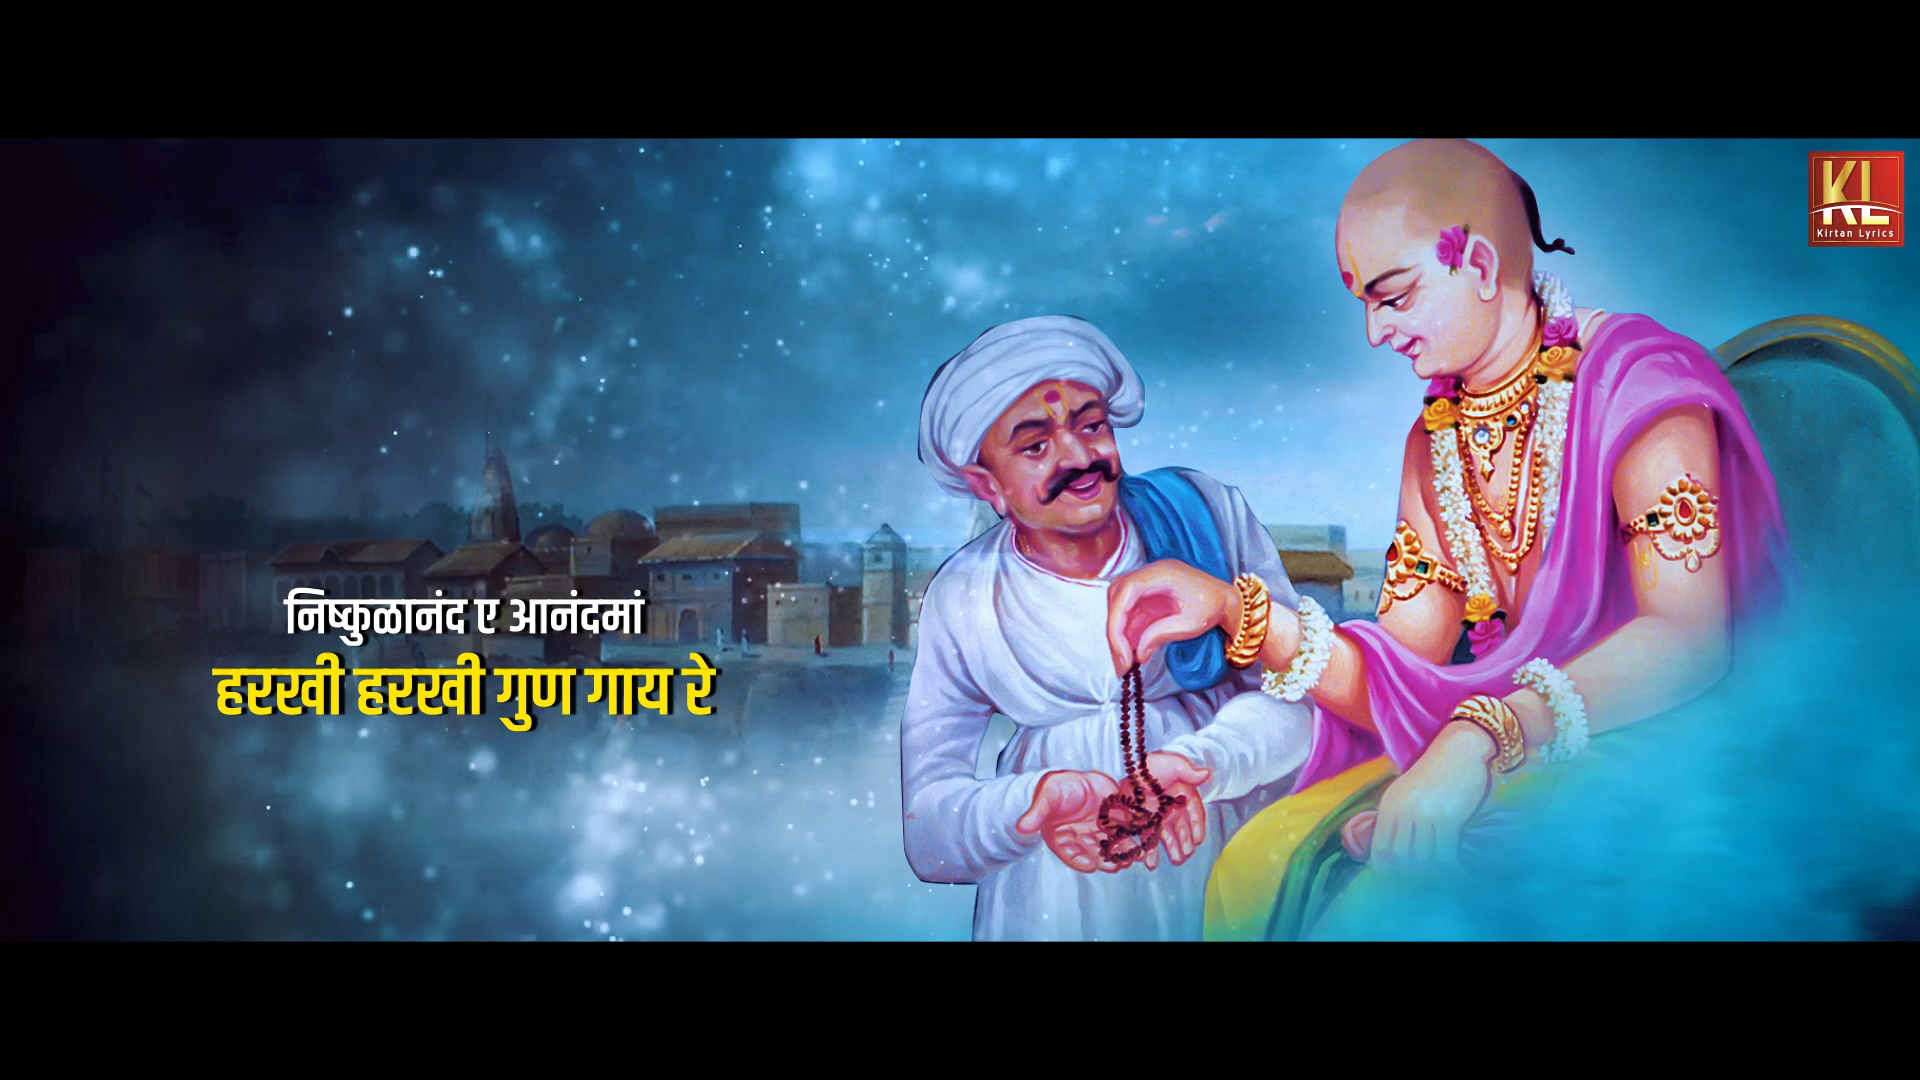 KL
Kirtan Lyrics
निष्कुळानंद ए आनंदमां
हरखी हरखी गुण गाय रे